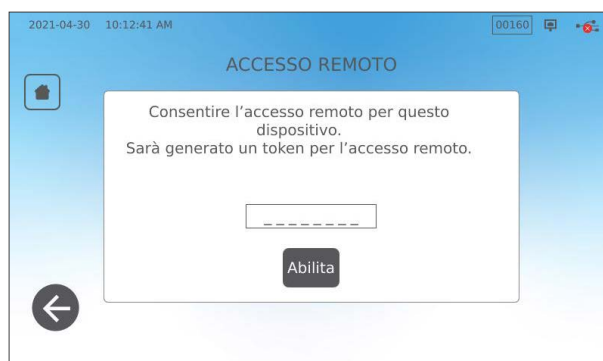 2021-04-30 10:12:41 AM 00160
ACCESSO REMOTO
Consentire l’accesso remoto per questo
dispositivo.
Sarà generato un token per l’accesso remoto.
_ _ _ _ _ _ _ _
Abilita